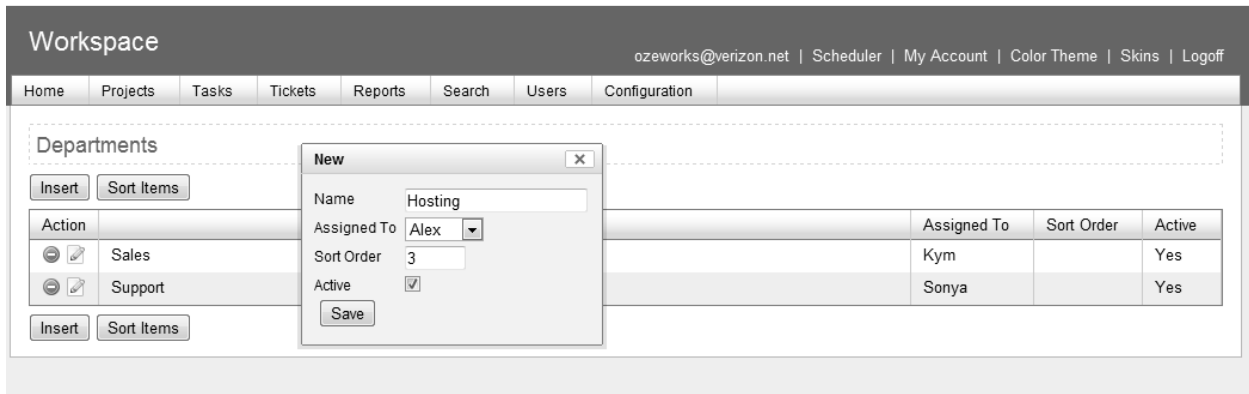 Workspace
ozeworks@verizon.net | Scheduler | My Account | Color Theme | Skins | Logoff
Home Projects Tasks Tickets Reports Search Users Configuration
Departments
Insert Sort Items
Action Assigned To Sort Order Active
Sales Kym Yes
Support Sonya Yes
Insert Sort Items
New
Name Hosting
Assigned To Alex
Sort Order 3
Active
Save